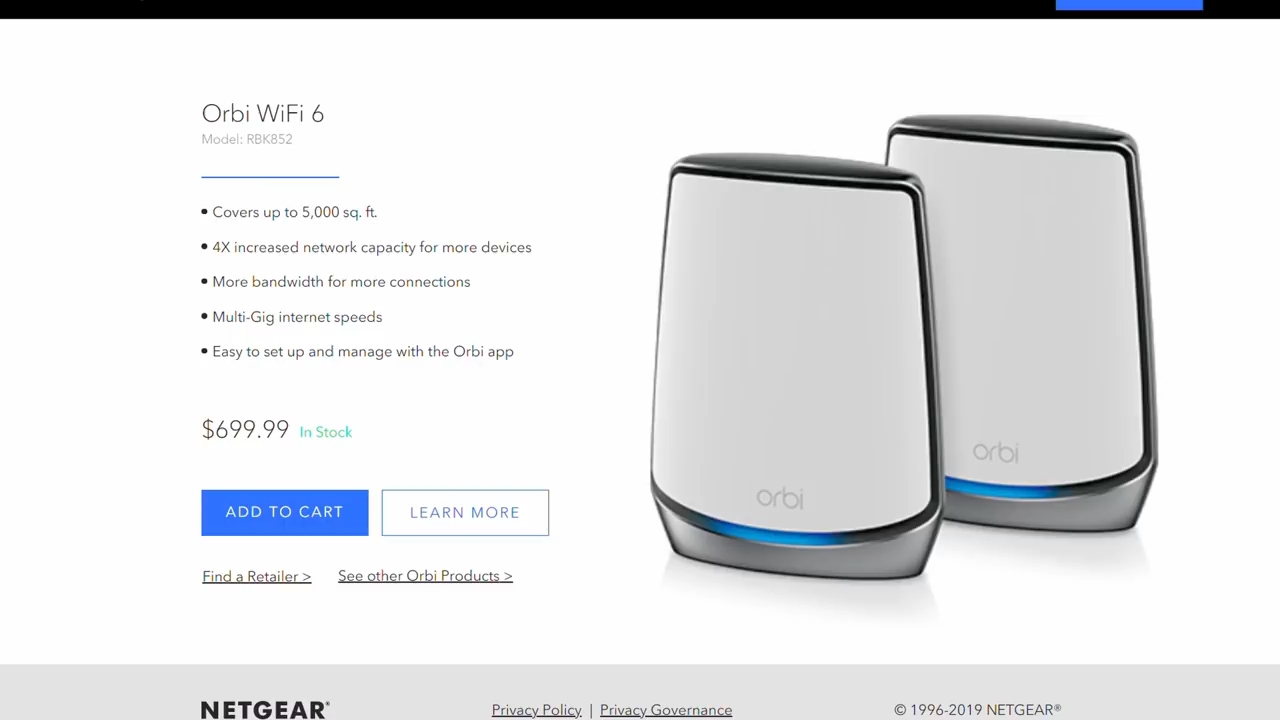 Orbi WiFi 6
Model: RBK852
• Covers up to 5,000 sq. ft.
• 4X increased network capacity for more devices
• More bandwidth for more connections
• Multi-Gig internet speeds
• Easy to set up and manage with the Orbi app
$699.99 In Stock
ADD TO CART
LEARN MORE
Find a Retailer >
See other Orbi Products >
orbi
orbi
NETGEAR®
Privacy Policy | Privacy Governance
© 1996-2019 NETGEAR®